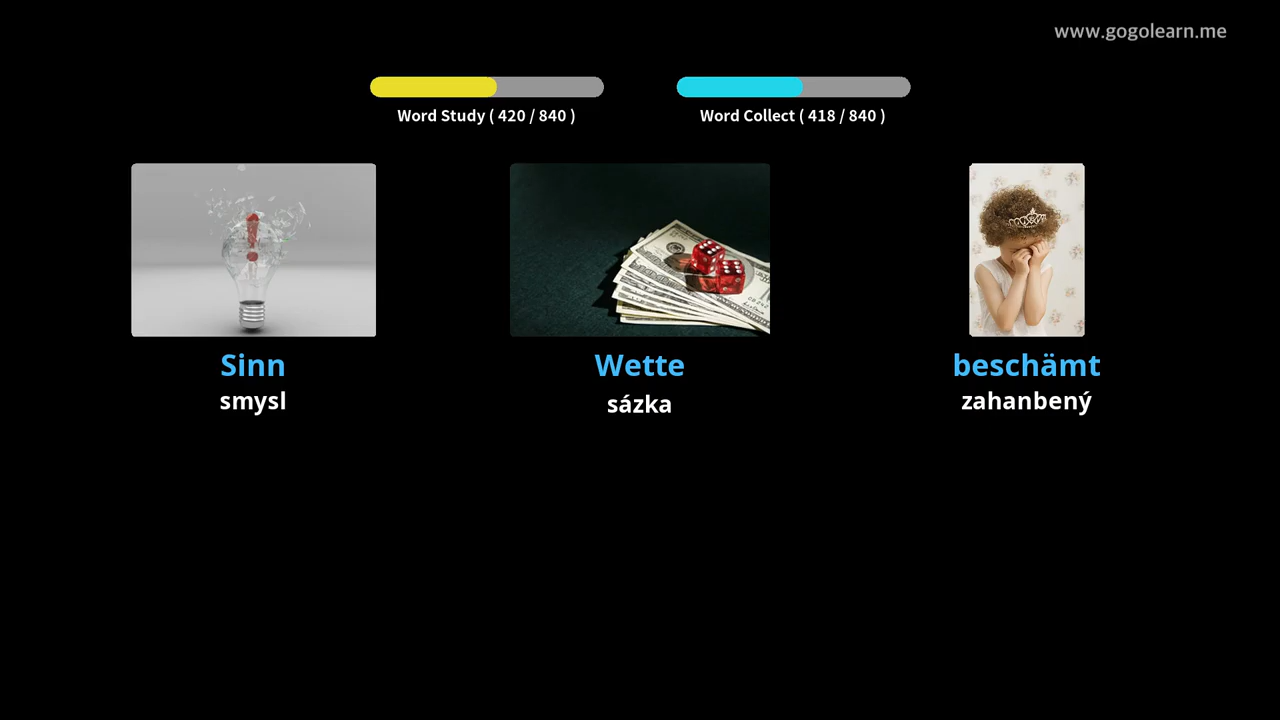 www.gogolearn.me
Word Study ( 420 / 840 )
Word Collect ( 418 / 840 )
Sinn
smysl
Wette
sázka
beschämt
zahanbený